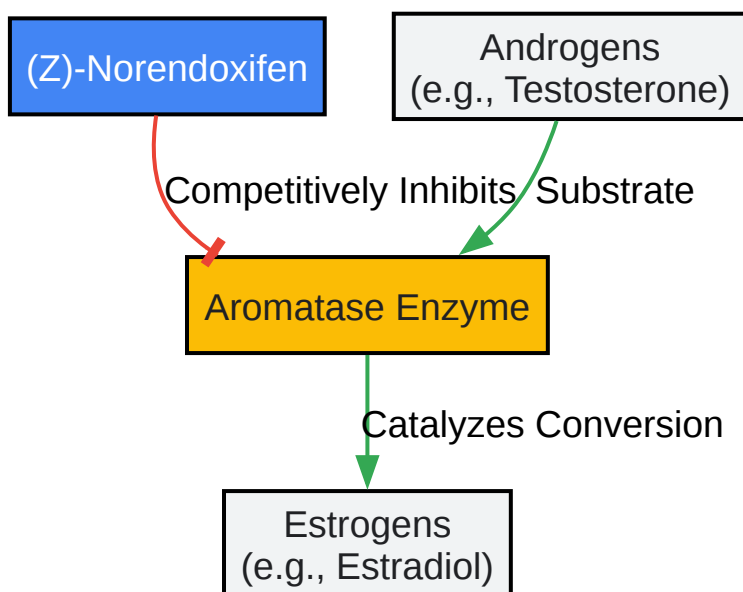 (Z)-Norendoxifen
Androgens
(e.g., Testosterone)
Competitively Inhibits
Substrate
Aromatase Enzyme
Catalyzes Conversion
Estrogens
(e.g., Estradiol)